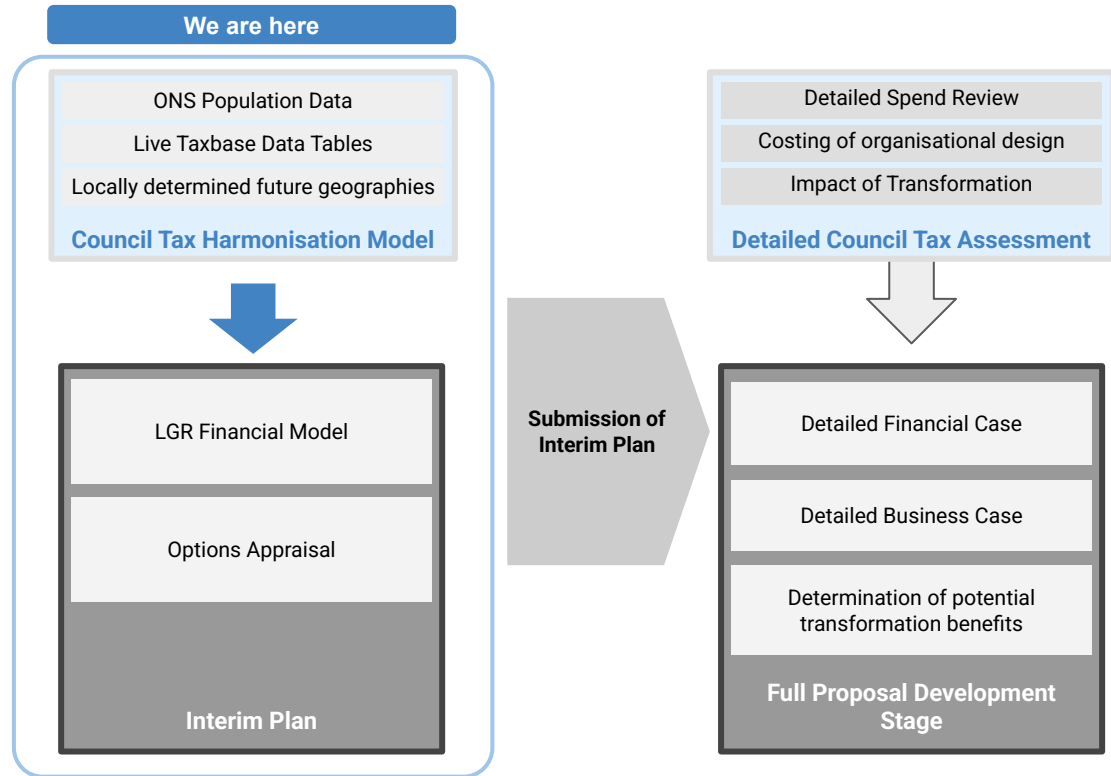 We are here
ONS Population Data
Live Taxbase Data Tables
Locally determined future geographies
Council Tax Harmonisation Model
LGR Financial Model
Options Appraisal
Interim Plan
Submission of
Interim Plan
Detailed Spend Review
Costing of organisational design
Impact of Transformation
Detailed Council Tax Assessment
Detailed Financial Case
Detailed Business Case
Determination of potential
transformation benefits
Full Proposal Development
Stage